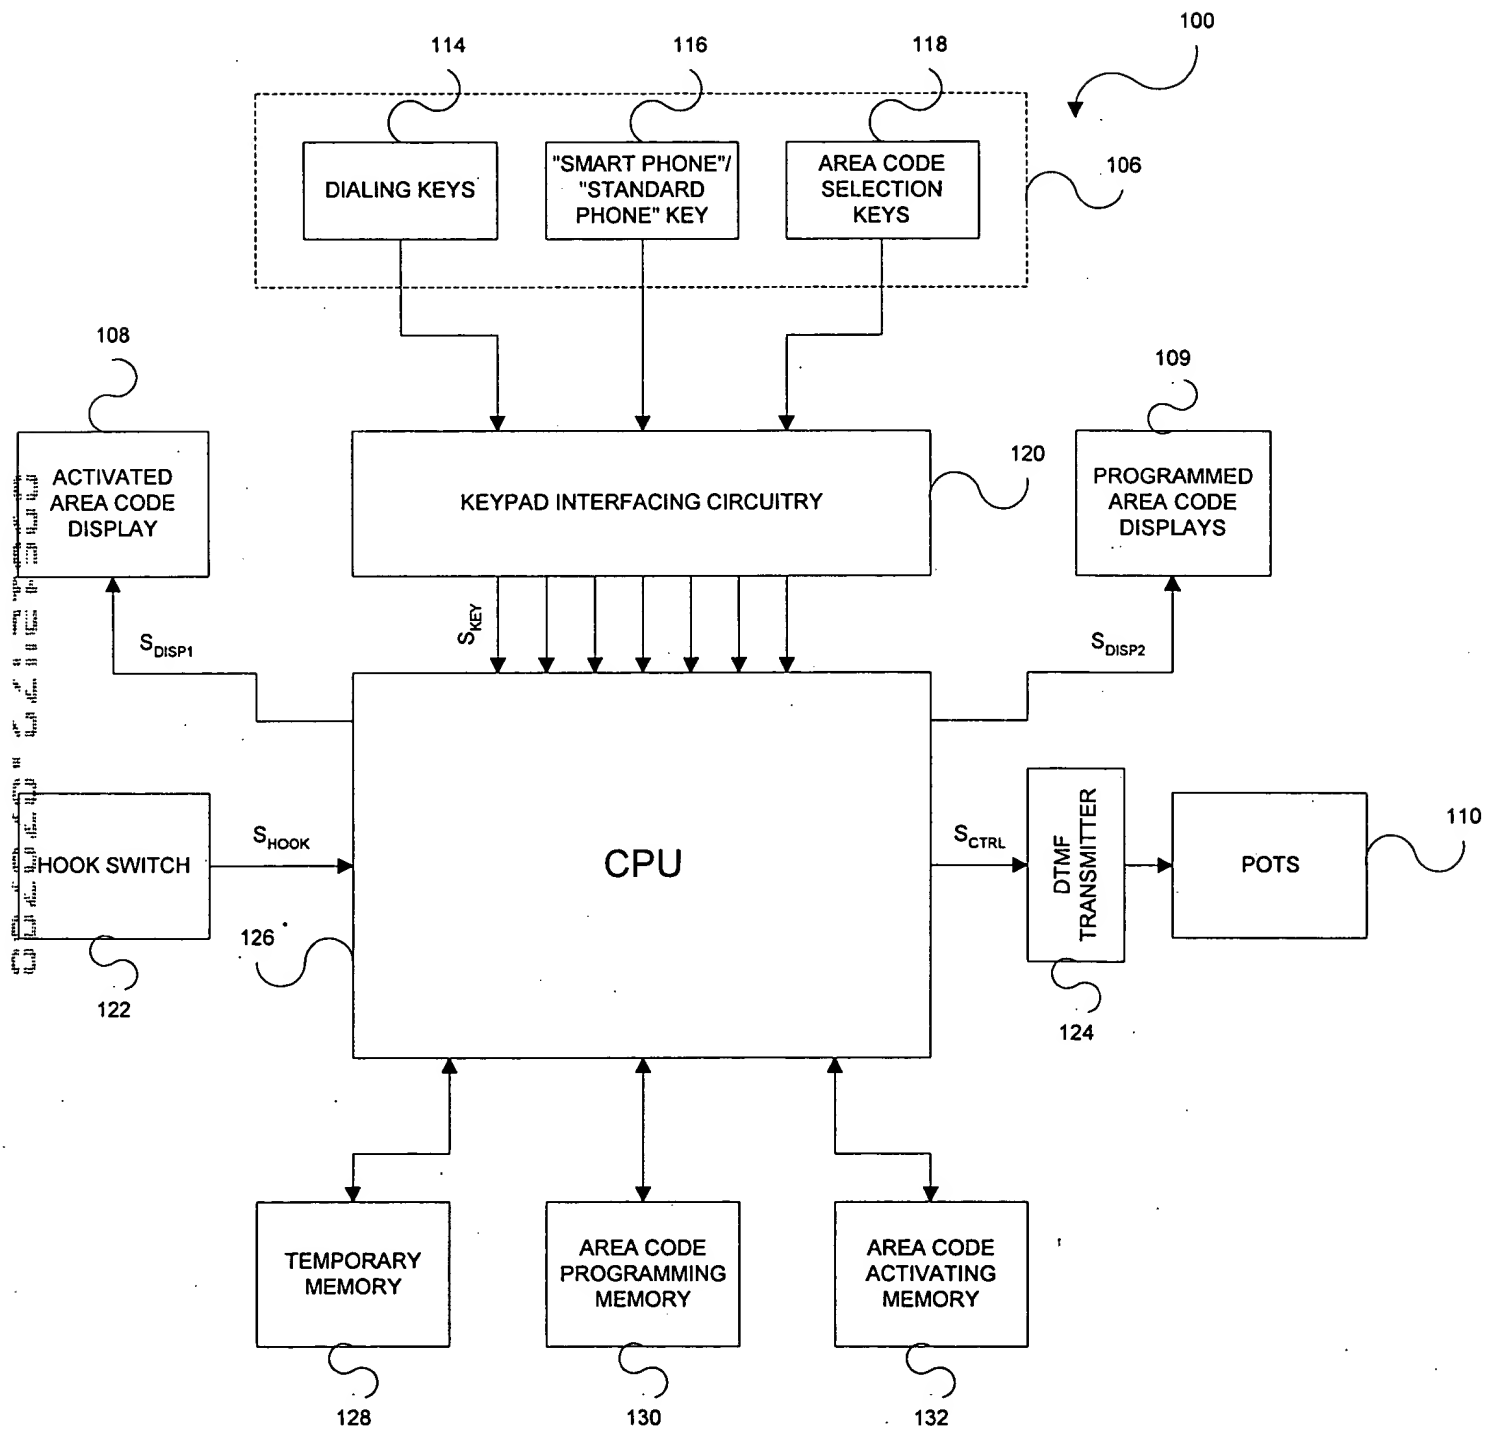 100
114
116
118
DIALING KEYS
"SMART PHONE"/
"STANDARD
PHONE" KEY
AREA CODE
SELECTION
KEYS
106
108
109
ACTIVATED
AREA CODE
DISPLAY
KEYPAD INTERFACING CIRCUITRY
120
PROGRAMMED
AREA CODE
DISPLAYS
SKEY
SDISP1
SDISP2
HOOK SWITCH
SHOOK
CPU
SCTRL
DTMF
TRANSMITTER
POTS
110
126
122
124
TEMPORARY
MEMORY
AREA CODE
PROGRAMMING
MEMORY
AREA CODE
ACTIVATING
MEMORY
128
130
132